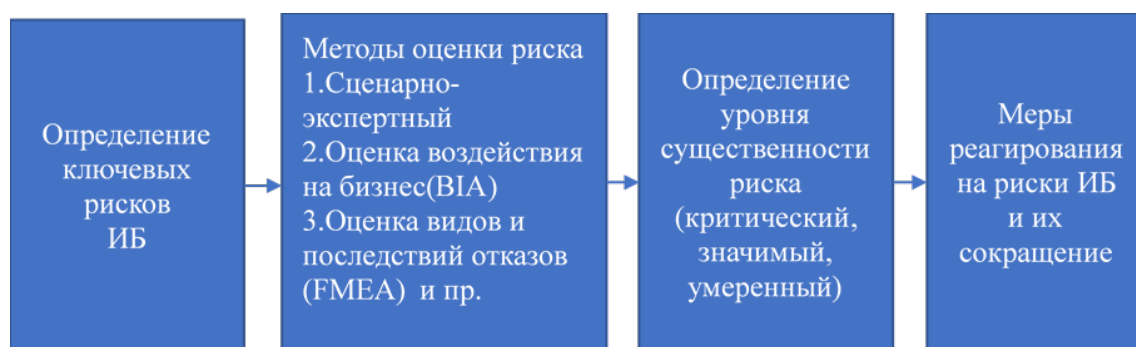 Определение
ключевых
рисков
ИБ
Методы оценки риска
1.Сценарно-
экспертный
2.Оценка воздействия
на бизнес(BIA)
3.Оценка видов и
последствий отказов
(FMEA) и пр.
Определение
уровня
существенности
риска
(критический,
значимый,
умеренный)
Меры
реагирования
на риски ИБ
и их
сокращение